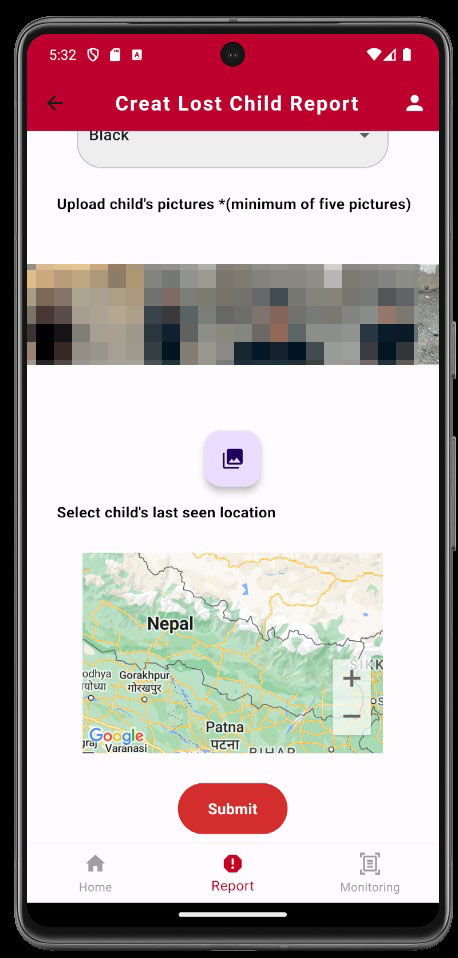 5:32
Creat Lost Child Report
Black
Upload child's pictures *(minimum of five pictures)
Select child's last seen location
Nepal
SIKK
odhya
Gorakhpur
गोरखपुर
Patna
पटना
Google
Varanasi
BIHAR
Submit
Home
Report
Monitoring